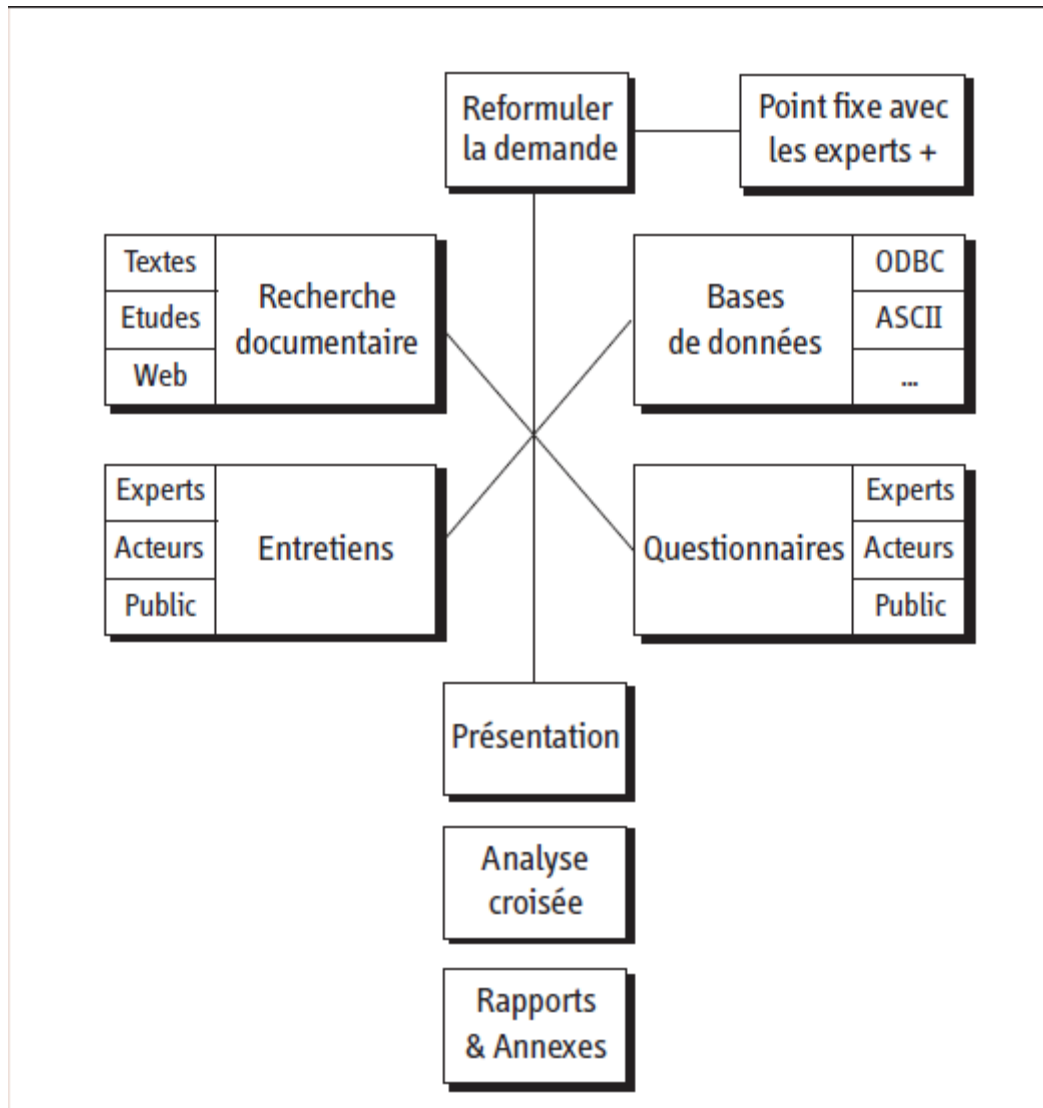 Reformuler
la demande
Point fixe avec
les experts +
Textes
Etudes
Web
Recherche
documentaire
Bases
de données
ODBC
ASCII
...
Experts
Acteurs
Public
Entretiens
Questionnaires
Experts
Acteurs
Public
Présentation
Analyse
croisée
Rapports
& Annexes